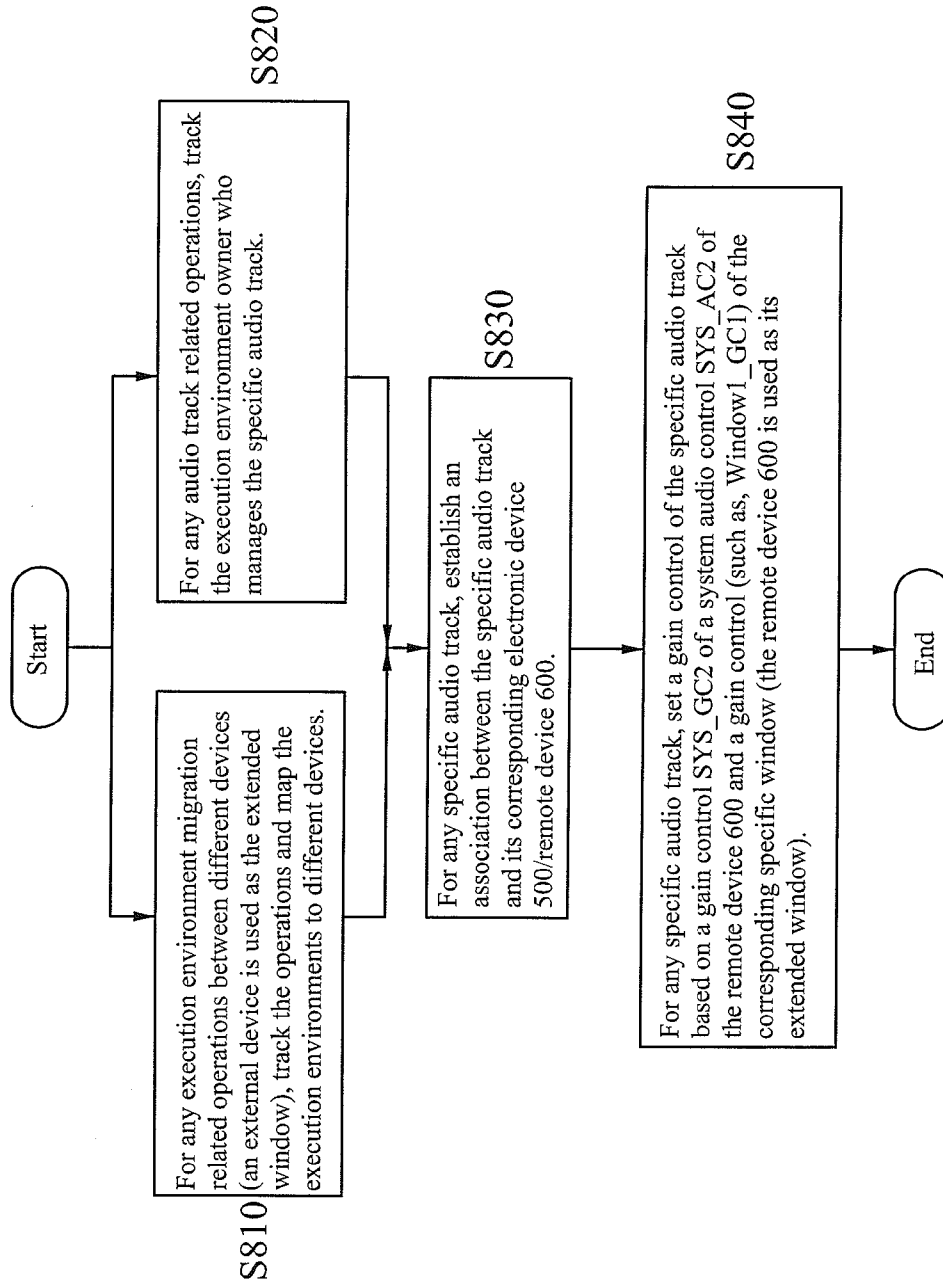 Start
S810
For any execution environment migration
related operations between different devices
(an external device is used as the extended
window), track the operations and map the
execution environments to different devices.
S820
For any audio track related operations, track
the execution environment owner who
manages the specific audio track.
S830
For any specific audio track, establish an
association between the specific audio track
and its corresponding electronic device
500/remote device 600.
S840
For any specific audio track, set a gain control of the specific audio track
based on a gain control SYS_GC2 of a system audio control SYS_AC2 of
the remote device 600 and a gain control (such as, Window1_GC1) of the
corresponding specific window (the remote device 600 is used as its
extended window).
End